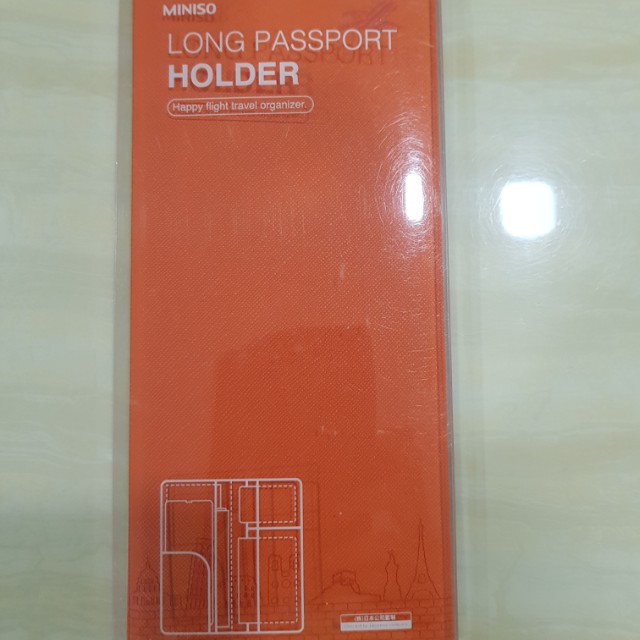 MINISO
LONG PASSPORT
HOLDER
Happy flight travel organizer.